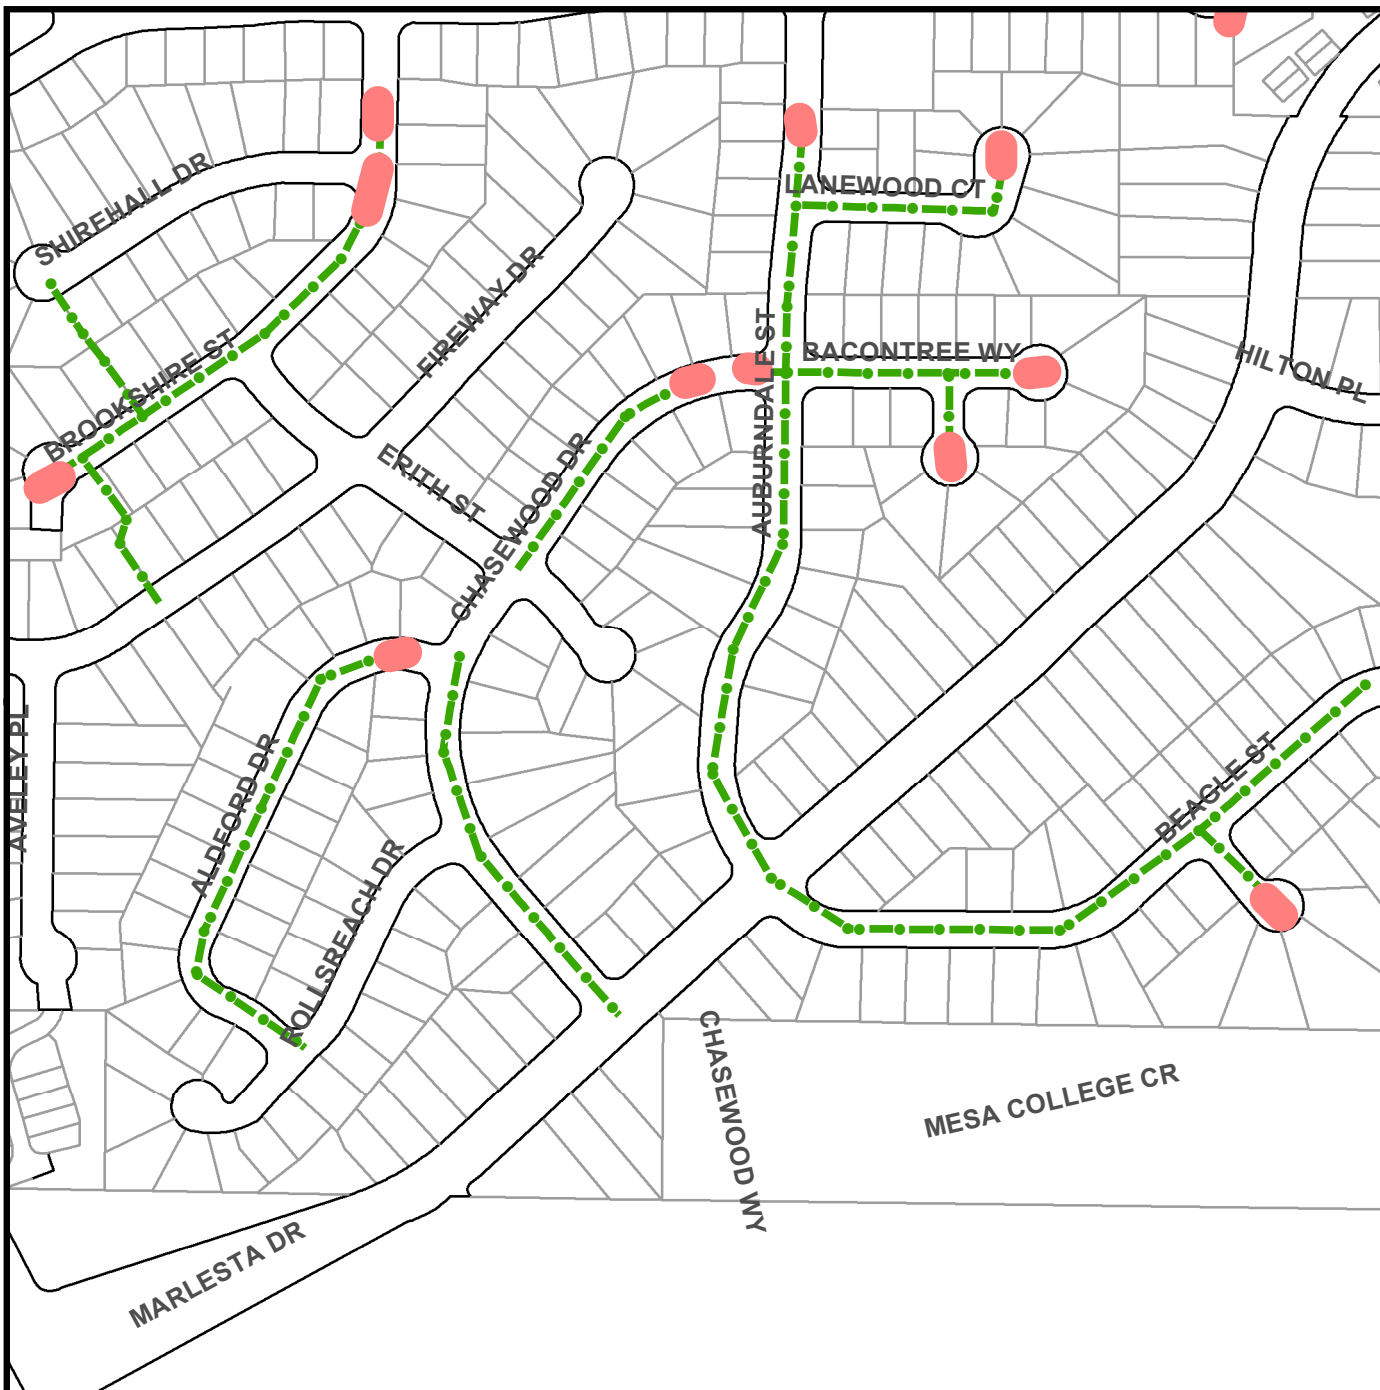 SHIREHALL DR
LANEWOOD CT
FIREWAY DR
AUBURNDALE ST
BACONTREE WY
HILTON PL
BROOKSHIRE ST
ERITH ST
CHASEWOOD DR
AVELEY PL
ALDFORD DR
BEAGLE ST
ROLLSREACH DR
CHASEWOOD WY
MESA COLLEGE CR
MARLESTA DR